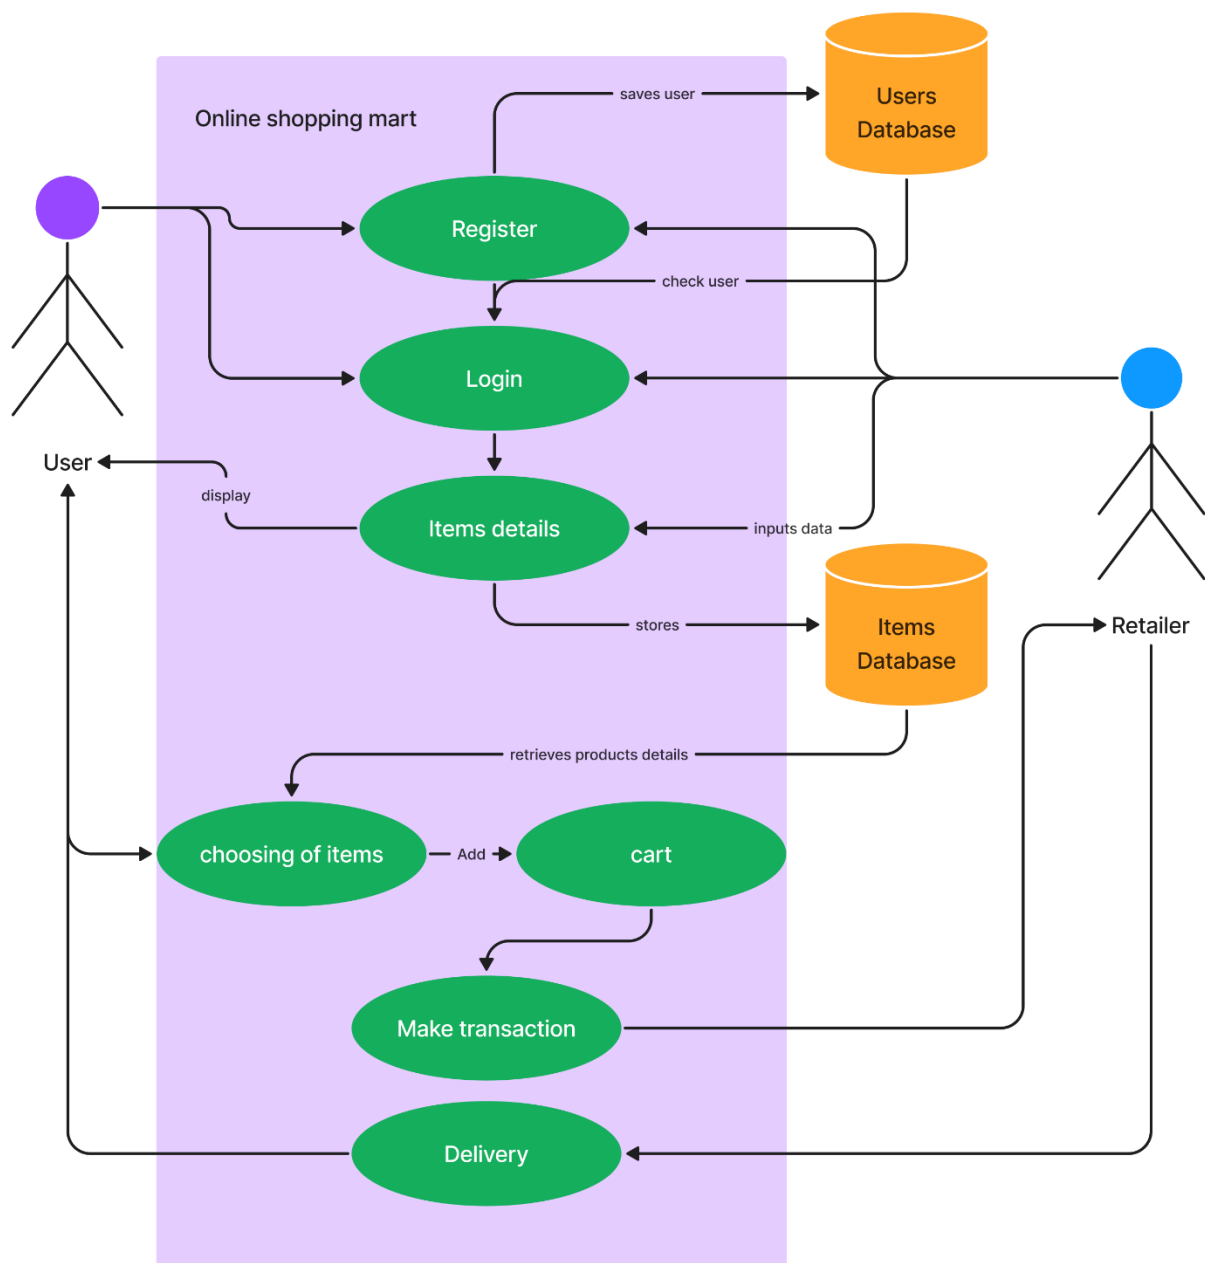 Users
Database
saves user
Online shopping mart
Register
check user
Login
User
display
Items details
inputs data
stores
Items
Database
Retailer
retrieves products details
choosing of items
Add
cart
Make transaction
Delivery